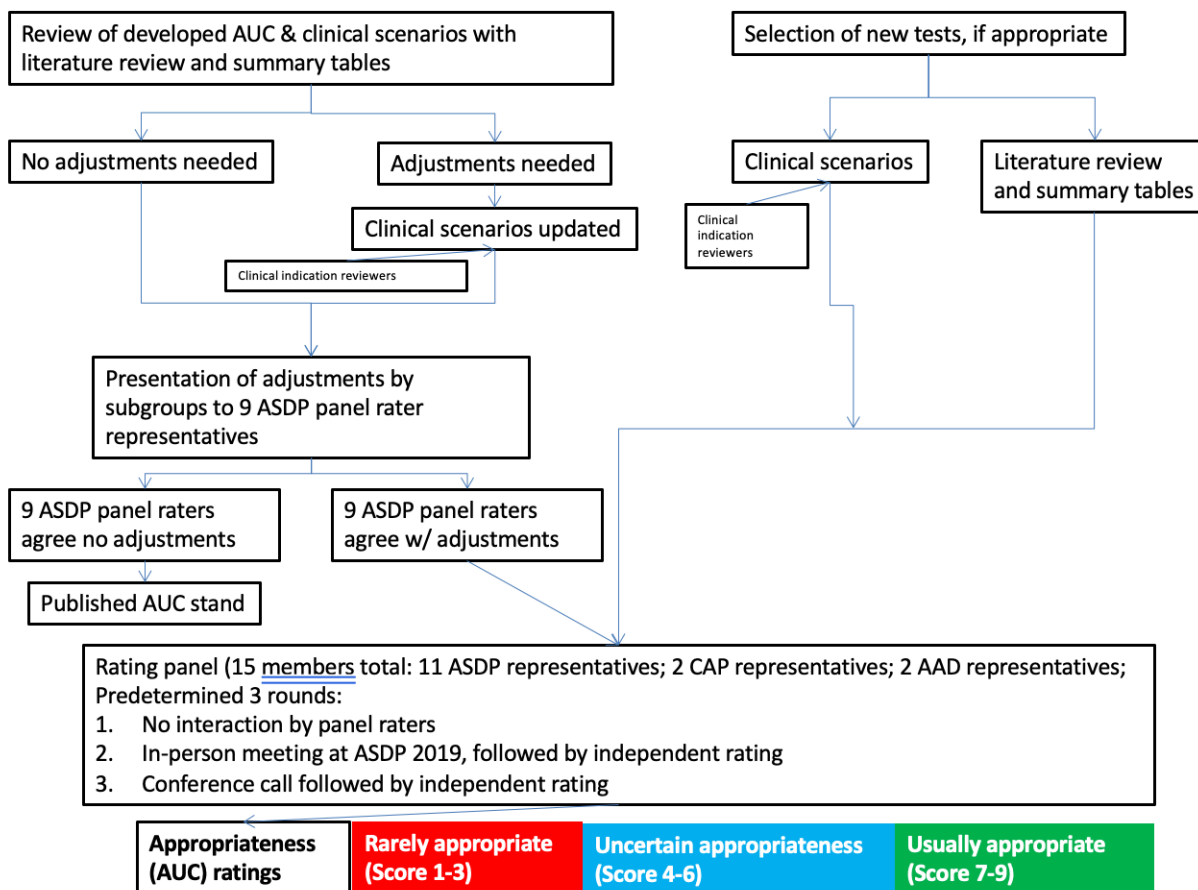 Review of developed AUC & clinical scenarios with
literature review and summary tables
Selection of new tests, if appropriate
No adjustments needed
Adjustments needed
Clinical scenarios
Literature review
and summary tables
Clinical scenarios updated
Clinical indication reviewers
Clinical
indication
reviewers
Presentation of adjustments by
subgroups to 9 ASDP panel rater
representatives
9 ASDP panel raters
agree no adjustments
9 ASDP panel raters
agree w/ adjustments
Published AUC stand
Rating panel (15 members total: 11 ASDP representatives; 2 CAP representatives; 2 AAD representatives;
Predetermined 3 rounds:
1. No interaction by panel raters
2. In-person meeting at ASDP 2019, followed by independent rating
3. Conference call followed by independent rating
Appropriateness
(AUC) ratings
Rarely appropriate
(Score 1-3)
Uncertain appropriateness
(Score 4-6)
Usually appropriate
(Score 7-9)